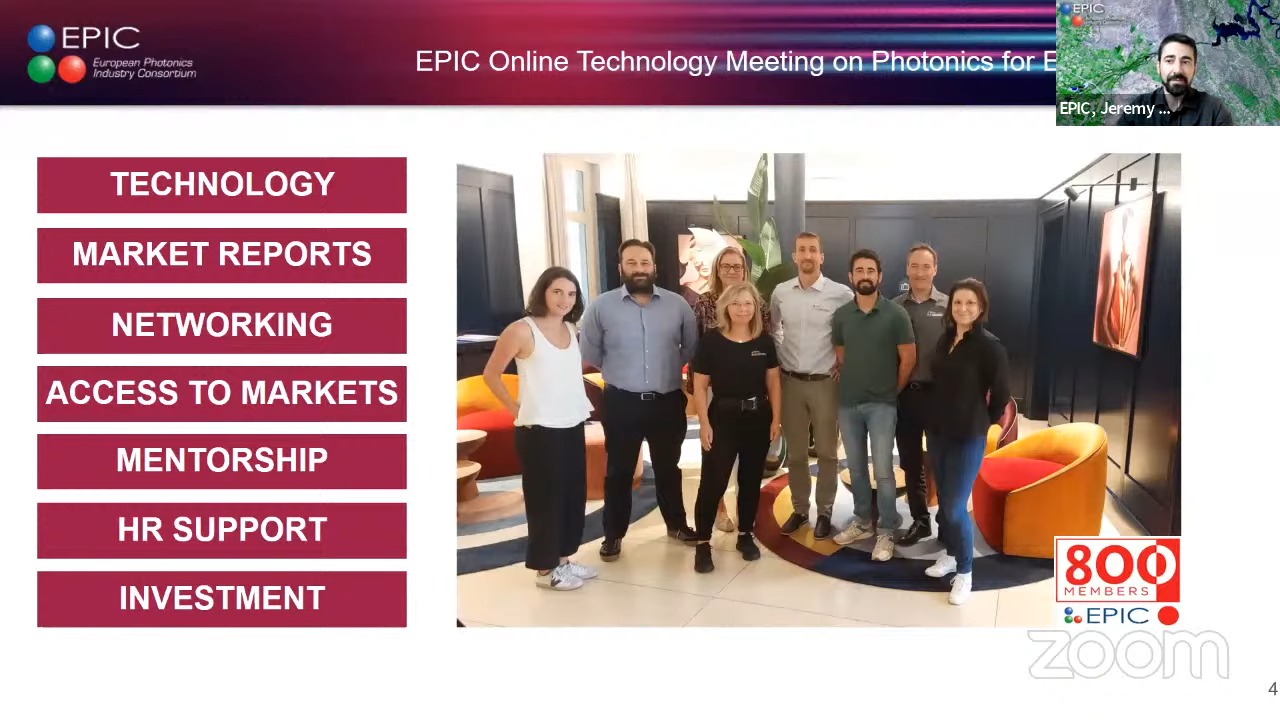 EPIC
European Photonics
Industry Consortium
EPIC Online Technology Meeting on Photonics for E
EPIC
EPIC, Jeremy ...
TECHNOLOGY
MARKET REPORTS
NETWORKING
ACCESS TO MARKETS
MENTORSHIP
HR SUPPORT
INVESTMENT
800
MEMBERS
EPIC
zoom
4